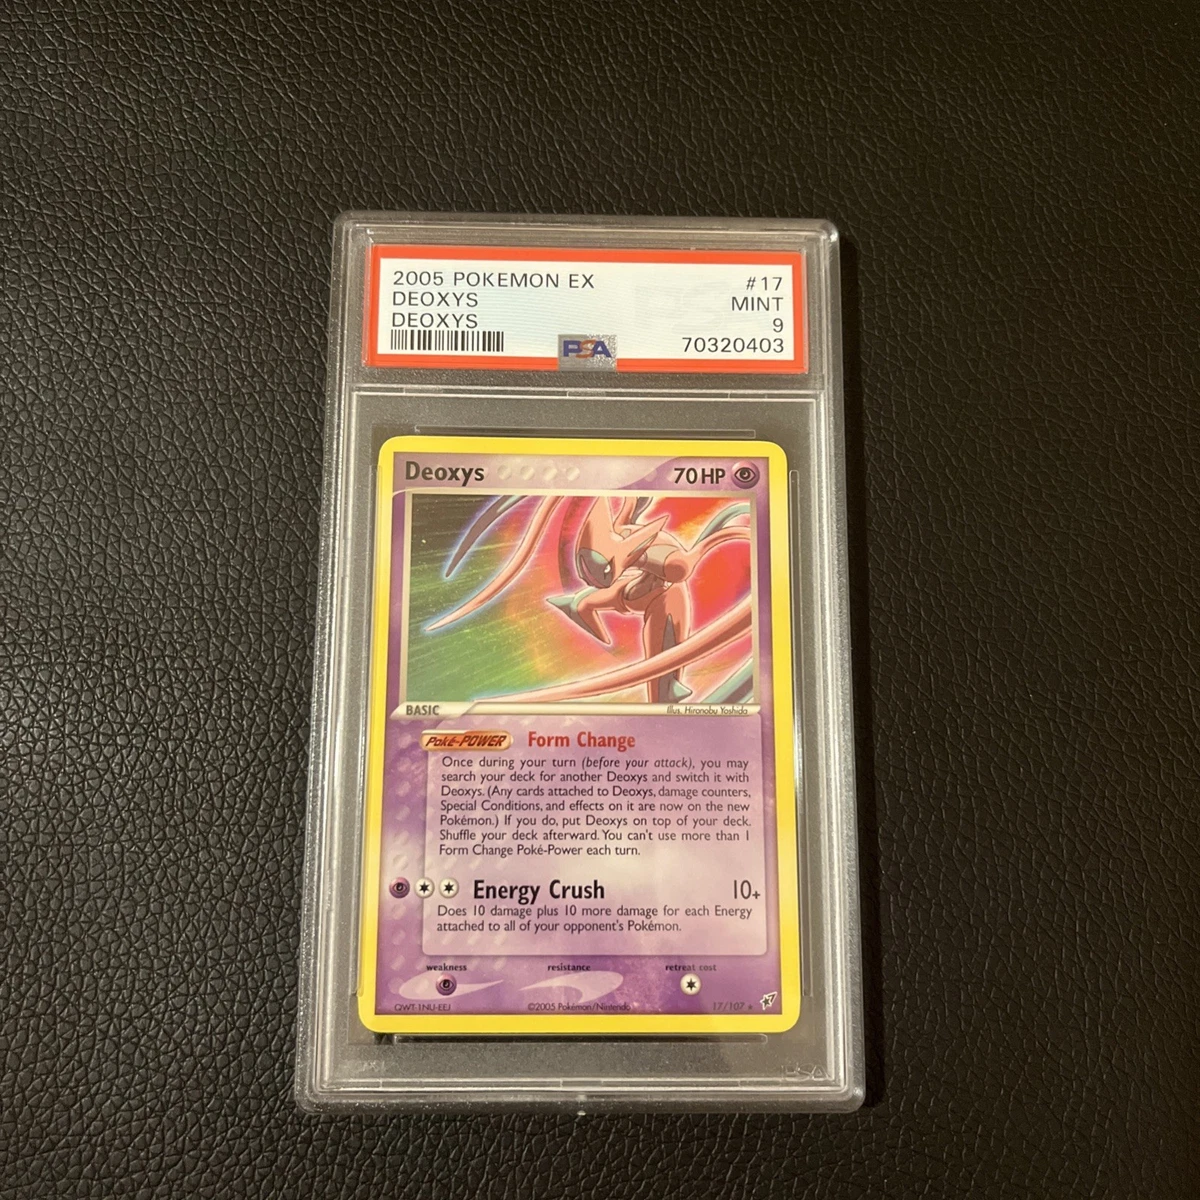 2005 POKEMON EX #17
DEOXYS MINT
DEOXYS 9
PSA 70320403
Deoxys 70 HP
BASIC Illus. Hironobu Yoshida
Poké-POWER Form Change
Once during your turn (before your attack), you may
search your deck for another Deoxys and switch it with
Deoxys. (Any cards attached to Deoxys, damage counters,
Special Conditions, and effects on it are now on the new
Pokémon.) If you do, put Deoxys on top of your deck.
Shuffle your deck afterward. You can't use more than 1
Form Change Poké-Power each turn.
Energy Crush 10+
Does 10 damage plus 10 more damage for each Energy
attached to all of your opponent's Pokémon.
weakness resistance retreat cost
QWT-1NU-EEJ ©2005 Pokémon/Nintendo 17/107 ★